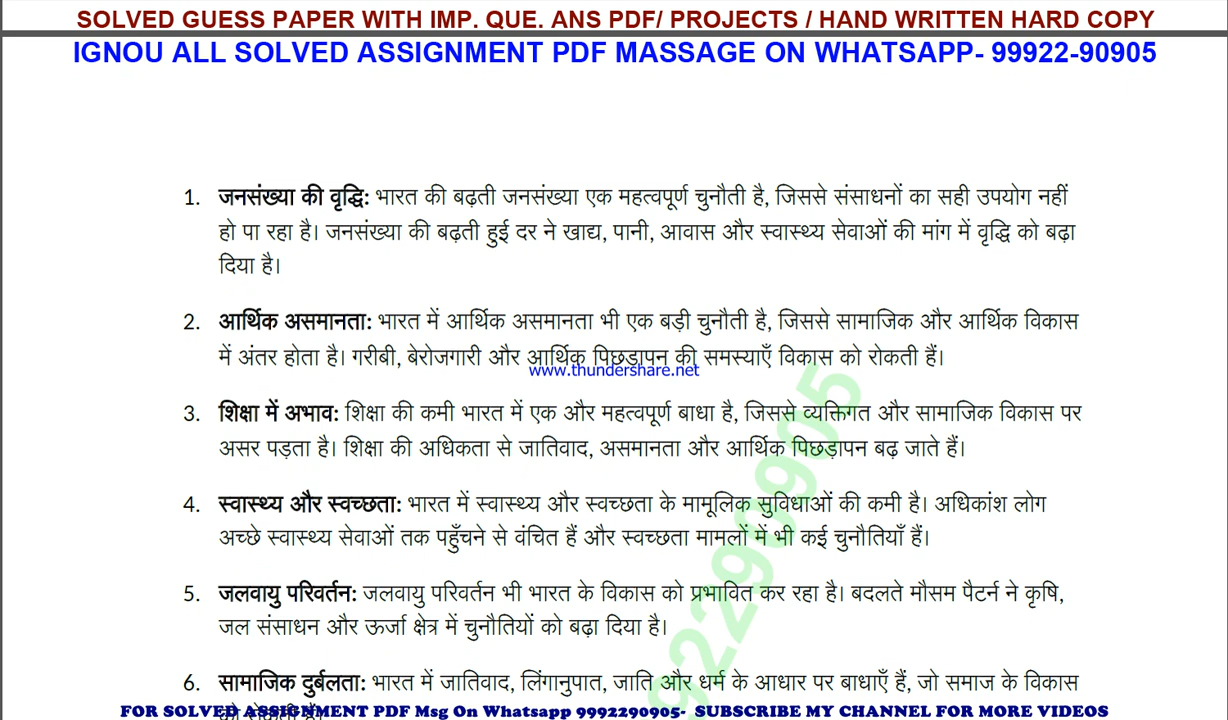 SOLVED GUESS PAPER WITH IMP. QUE. ANS PDF/ PROJECTS / HAND WRITTEN HARD COPY
IGNOU ALL SOLVED ASSIGNMENT PDF MASSAGE ON WHATSAPP- 99922-90905
1. जनसंख्या की वृद्धि: भारत की बढ़ती जनसंख्या एक महत्वपूर्ण चुनौती है, जिससे संसाधनों का सही उपयोग नहीं
हो पा रहा है। जनसंख्या की बढ़ती हुई दर ने खाद्य, पानी, आवास और स्वास्थ्य सेवाओं की मांग में वृद्धि को बढ़ा
दिया है।
2. आर्थिक असमानता: भारत में आर्थिक असमानता भी एक बड़ी चुनौती है, जिससे सामाजिक और आर्थिक विकास
में अंतर होता है। गरीबी, बेरोजगारी और आर्थिक पिछड़ापन की समस्याएँ विकास को रोकती हैं।
www.thundershare.net
3. शिक्षा में अभाव: शिक्षा की कमी भारत में एक और महत्वपूर्ण बाधा है, जिससे व्यक्तिगत और सामाजिक विकास पर
असर पड़ता है। शिक्षा की अधिकता से जातिवाद, असमानता और आर्थिक पिछड़ापन बढ़ जाते हैं।
4. स्वास्थ्य और स्वच्छता: भारत में स्वास्थ्य और स्वच्छता के मामूलिक सुविधाओं की कमी है। अधिकांश लोग
अच्छे स्वास्थ्य सेवाओं तक पहुँचने से वंचित हैं और स्वच्छता मामलों में भी कई चुनौतियाँ हैं।
5. जलवायु परिवर्तन: जलवायु परिवर्तन भी भारत के विकास को प्रभावित कर रहा है। बदलते मौसम पैटर्न ने कृषि,
जल संसाधन और ऊर्जा क्षेत्र में चुनौतियों को बढ़ा दिया है।
6. सामाजिक दुर्बलता: भारत में जातिवाद, लिंगानुपात, जाति और धर्म के आधार पर बाधाएँ हैं, जो समाज के विकास
को रोकती हैं।
92290905
FOR SOLVED ASSIGNMENT PDF Msg On Whatsapp 9992290905- SUBSCRIBE MY CHANNEL FOR MORE VIDEOS